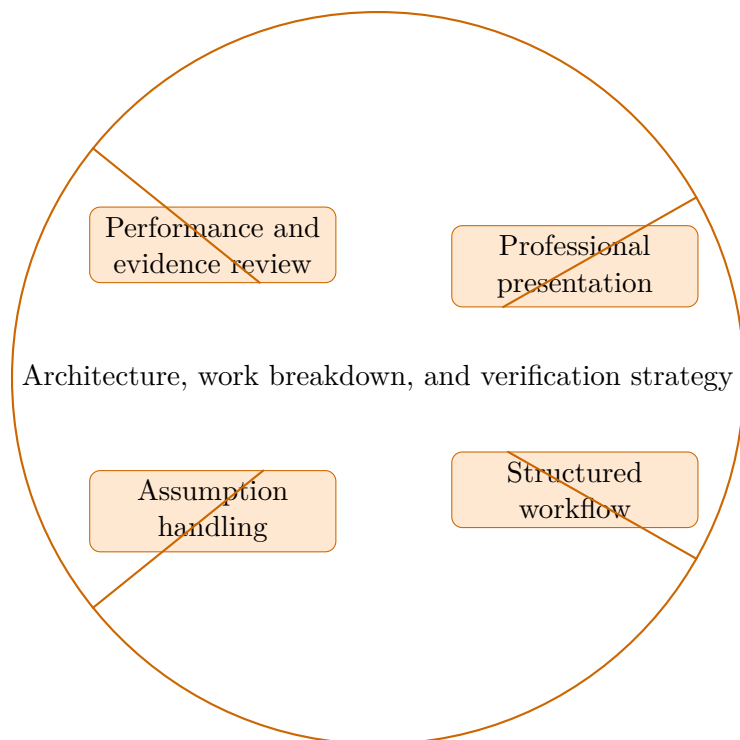 Performance and
evidence review
Professional
presentation
Architecture, work breakdown, and verification strategy
Assumption
handling
Structured
workflow